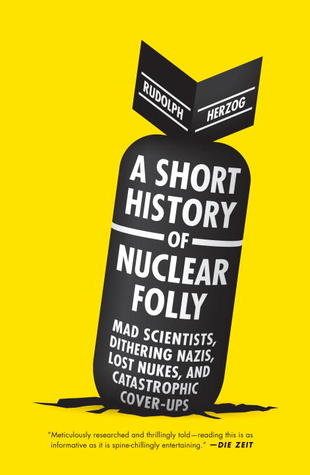 RUDOLPH HERZOG
A SHORT
HISTORY
OF
NUCLEAR
FOLLY
MAD SCIENTISTS,
DITHERING NAZIS,
LOST NUKES, AND
CATASTROPHIC
COVER-UPS
"Meticulously researched and thrillingly told—reading this is as
informative as it is spine-chillingly entertaining." —DIE ZEIT